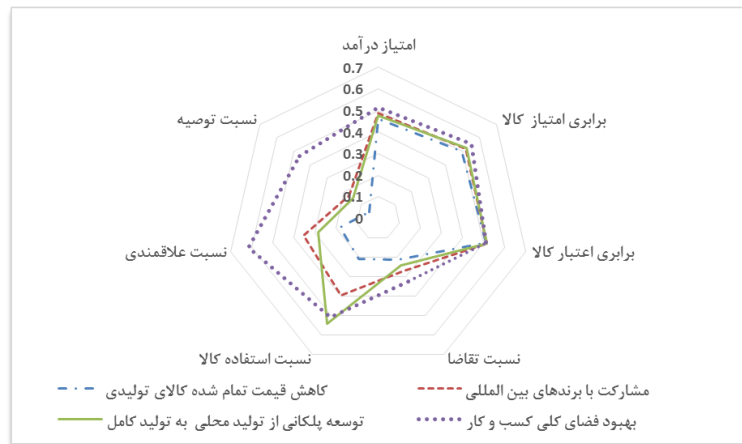 امتیاز درآمد
0.7
0.6
0.5
0.4
0.3
0.2
0.1
0
برابری امتیاز کالا
نسبت توصیه
برابری اعتبار کالا
نسبت علاقمندی
نسبت تقاضا
نسبت استفاده کالا
مشارکت با برندهای بین المللی
کاهش قیمت تمام شده کالای تولیدی
بهبود فضای کلی کسب و کار
توسعه پلکانی از تولید محلی به تولید کامل